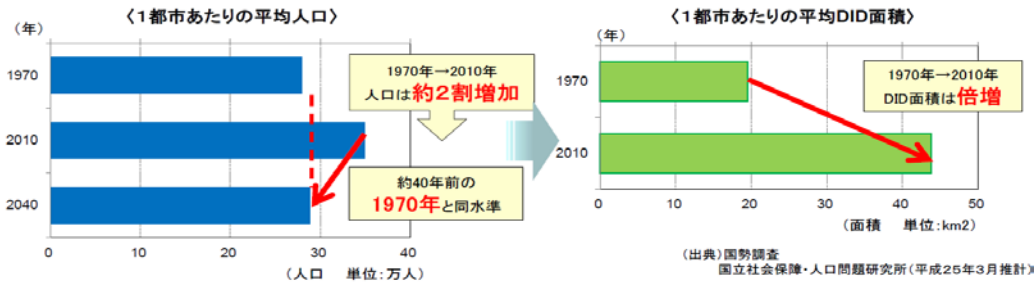 〈1都市あたりの平均人口〉
(年)
1970
2010
2040
0
10
20
30
40
(人口 単位:万人)
1970年→2010年
人口は約2割増加
約40年前の
1970年と同水準
〈1都市あたりの平均DID面積〉
(年)
1970
2010
0
10
20
30
40
50
(面積 単位:km2)
1970年→2010年
DID面積は倍増
(出典)国勢調査
国立社会保障・人口問題研究所(平成25年3月推計)